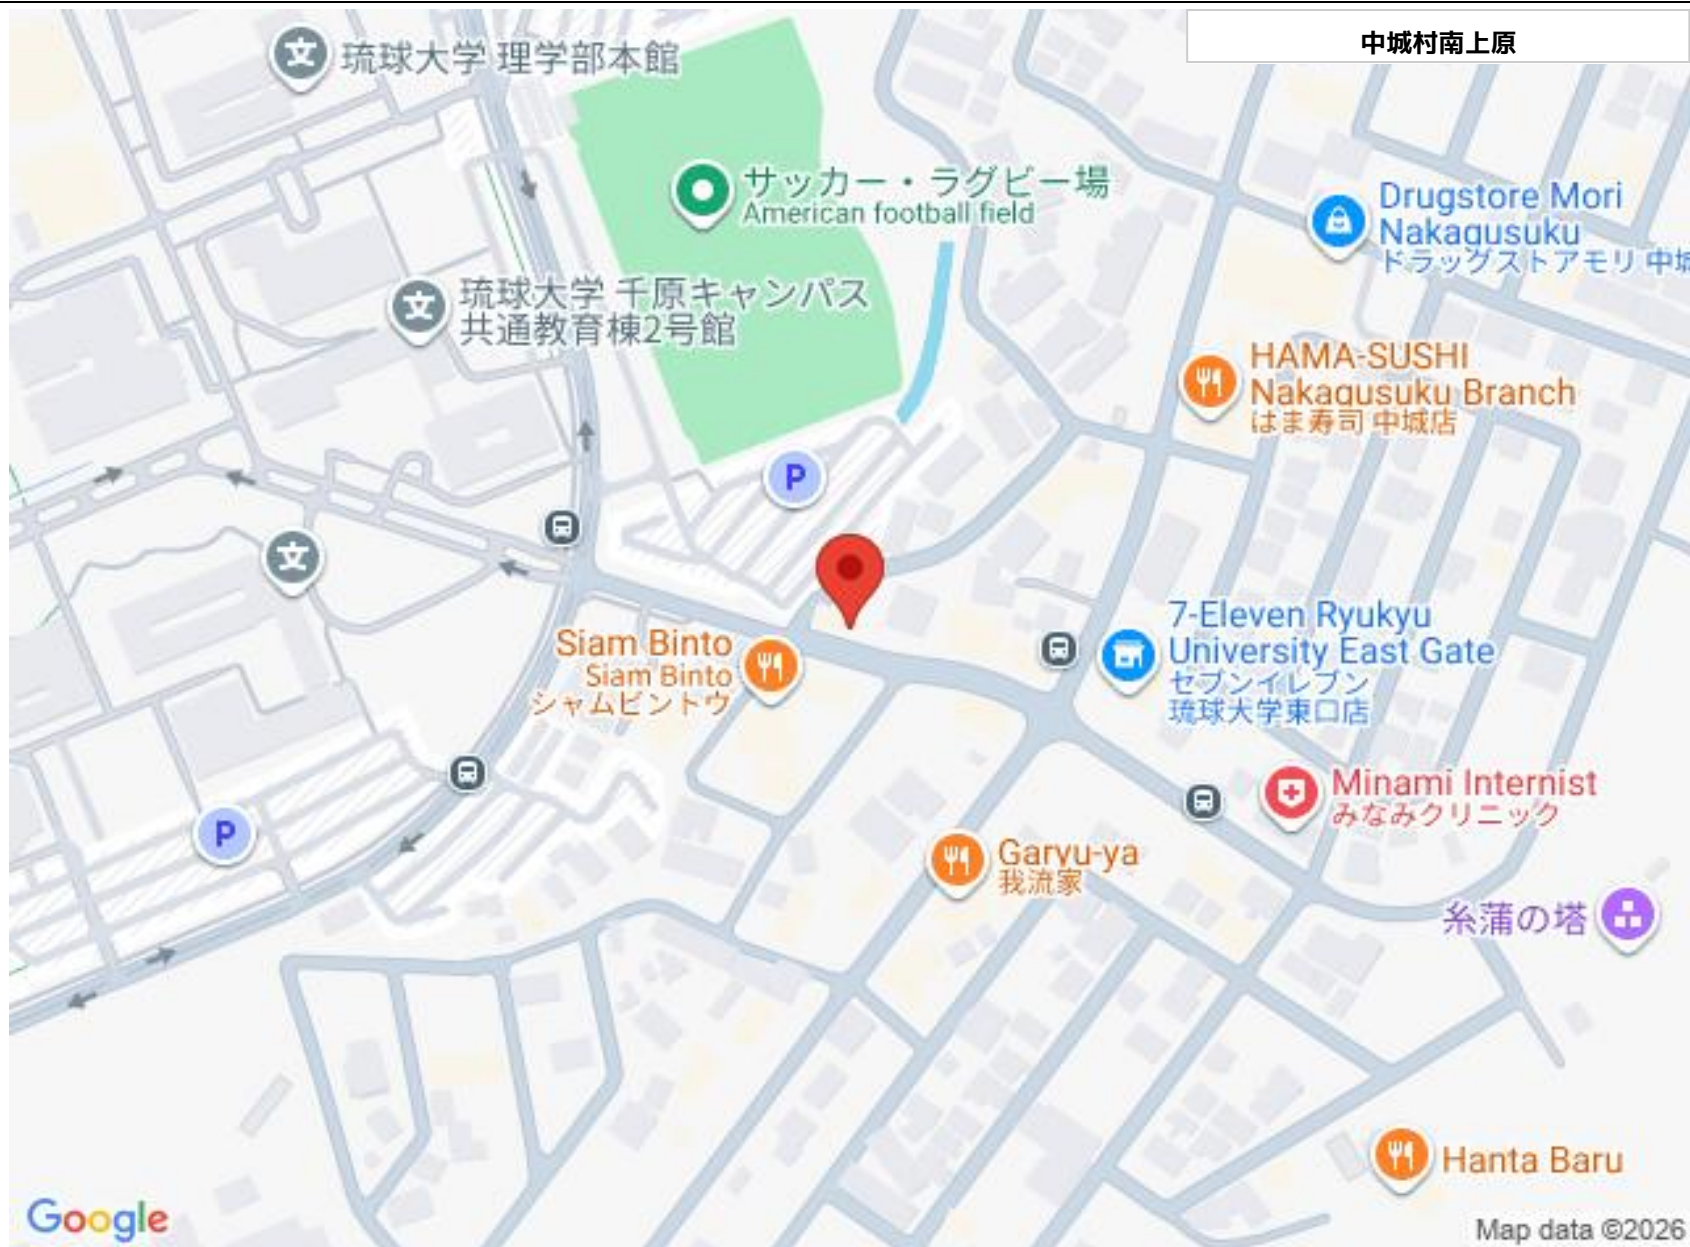 中城村南上原
琉球大学 理学部本館
サッカー・ラグビー場
American football field
Drugstore Mori
Nakagusuku
ドラッグストアモリ 中城
琉球大学 千原キャンパス
共通教育棟2号館
HAMA-SUSHI
Nakagusuku Branch
はま寿司 中城店
文
文
文
P
7-Eleven Ryukyu
University East Gate
セブンイレブン
琉球大学東口店
Siam Binto
Siam Binto
シャムビントウ
Minami Internist
みなみクリニック
P
Garyu-ya
我流家
糸蒲の塔
Hanta Baru
Google
Map data ©2026